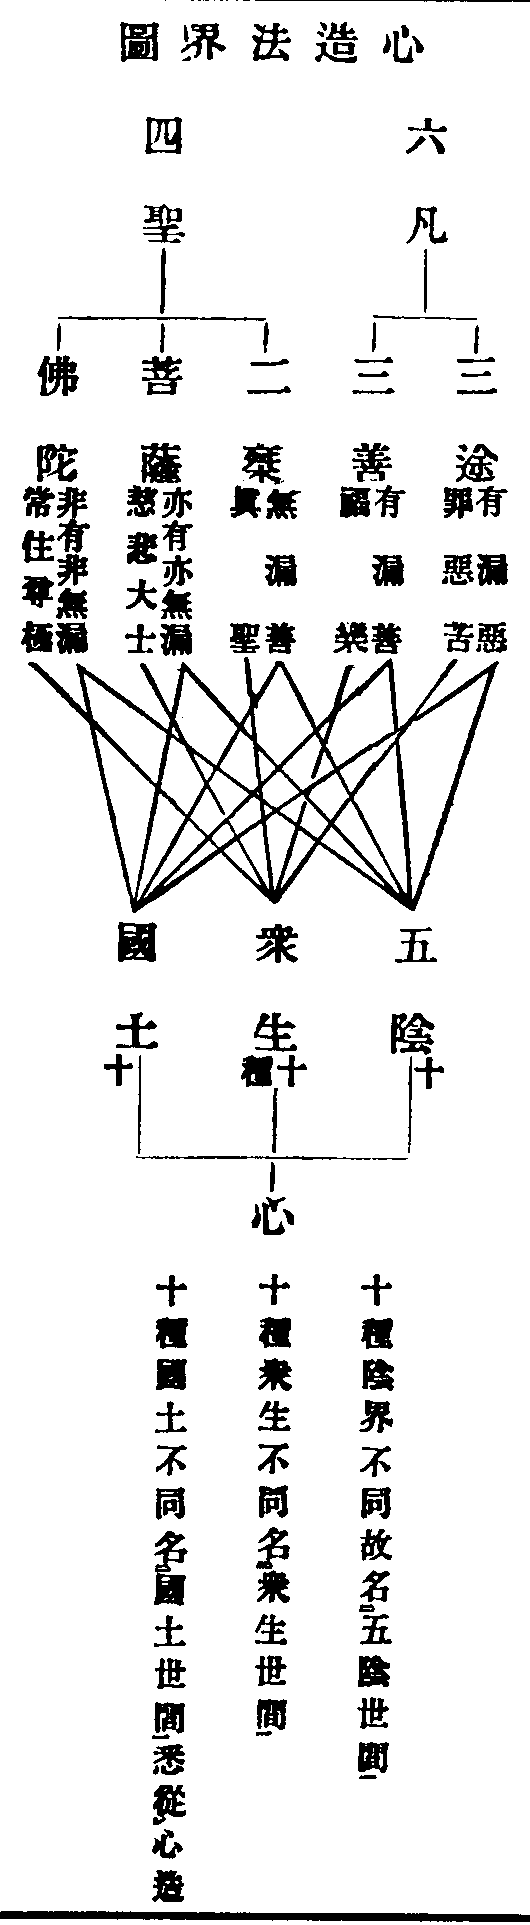 心造法界圖
六凡
四聖
三途
有漏惡
罪惡苦
三善
有漏善
福樂
二乘
無漏善
眞聖
菩薩
亦有亦無漏
慈悲大士
佛陀
非有非無漏
常住尊極
五陰
十
衆生
十種
國土
十
心
十種陰界不同故名五陰世間
十種衆生不同名衆生世間
十種國土不同名國土世間悉從心造